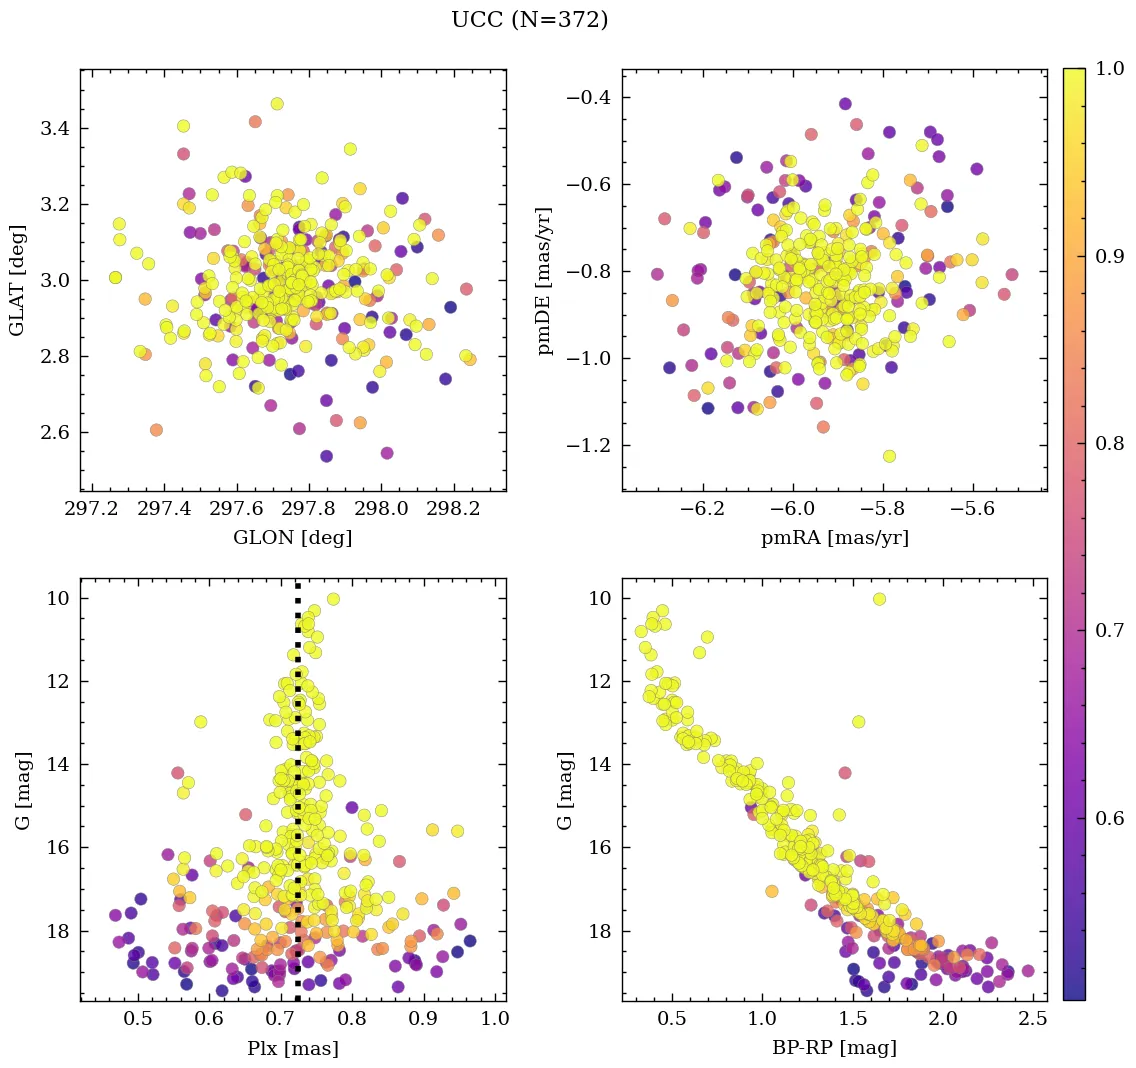 UCC (N=372)
3.4
3.2
3.0
2.8
2.6
GLAT [deg]
297.2 297.4 297.6 297.8 298.0 298.2
GLON [deg]
−0.4
−0.6
−0.8
−1.0
−1.2
pmDE [mas/yr]
−6.2 −6.0 −5.8 −5.6
pmRA [mas/yr]
1.0
0.9
0.8
0.7
0.6
10
12
14
16
18
G [mag]
0.5 0.6 0.7 0.8 0.9 1.0
Plx [mas]
10
12
14
16
18
G [mag]
0.5 1.0 1.5 2.0 2.5
BP-RP [mag]